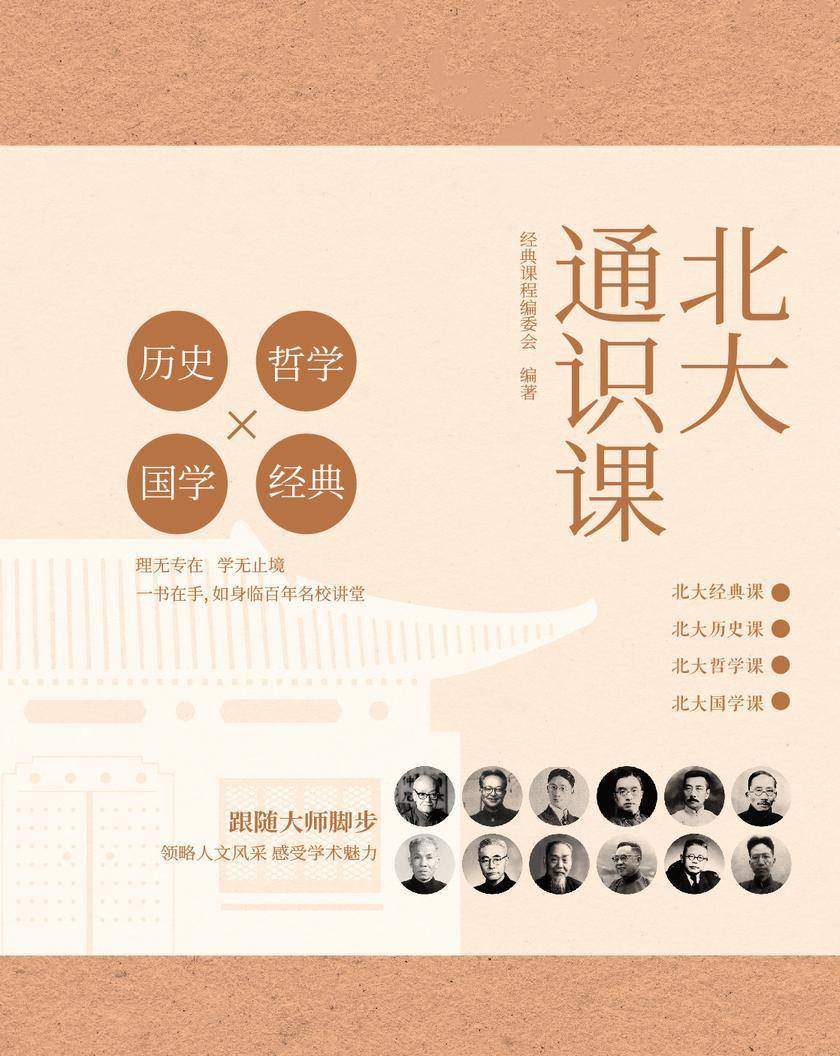 北大
通识课
经典课程编委会 编著
历史 哲学
×
国学 经典
理无专在 学无止境
一书在手,如身临百年名校讲堂
北大经典课
北大历史课
北大哲学课
北大国学课
跟随大师脚步
领略人文风采 感受学术魅力